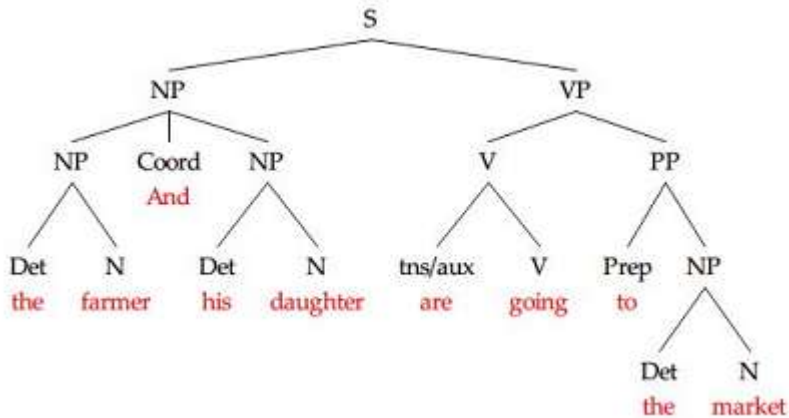 S
NP VP
NP Coord NP V PP
And
Det N Det N tns/aux V Prep NP
the farmer his daughter are going to
Det N
the market